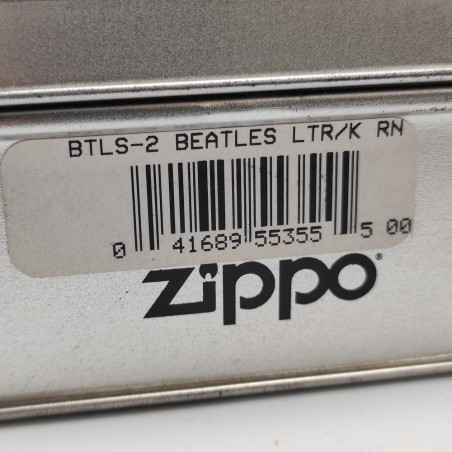 BTLS-2 BEATLES LTR/K RN
0 41689 55355 5 00
zippo®